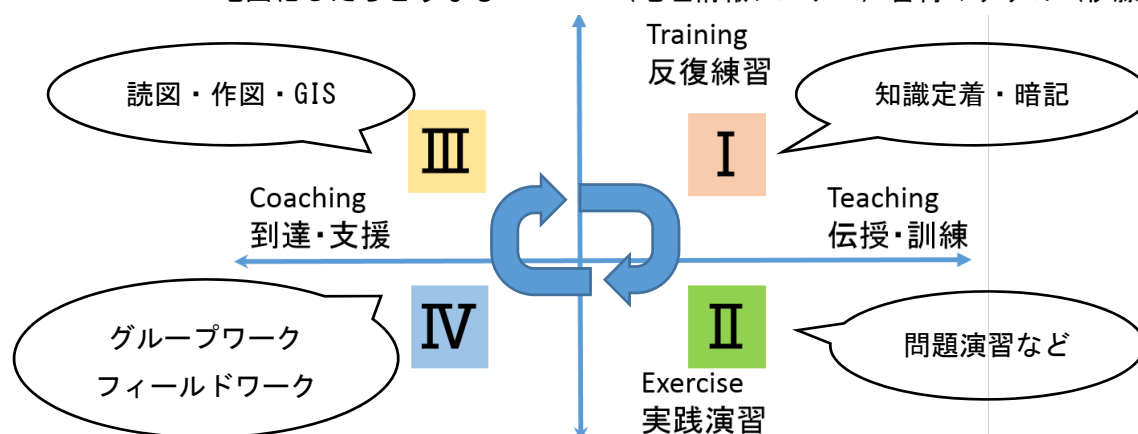 Training
反復練習
読図・作図・GIS
知識定着・暗記
Ⅲ
Ⅰ
Coaching
到達・支援
Teaching
伝授・訓練
グループワーク
フィールドワーク
Ⅳ
Ⅱ
問題演習など
Exercise
実践演習